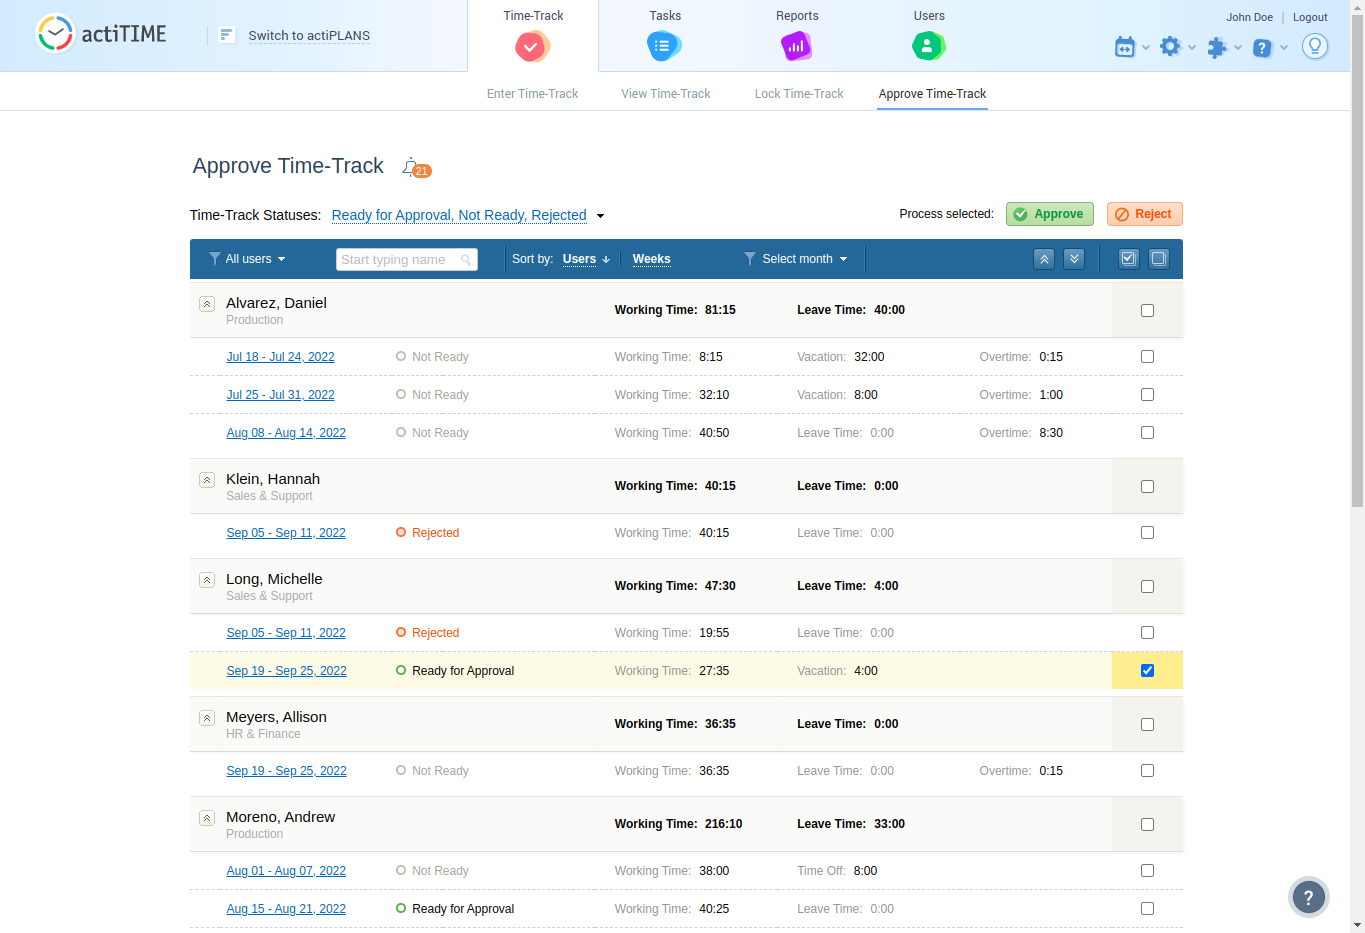 actiTIME
Switch to actiPLANS
Time-Track
Tasks
Reports
Users
John Doe | Logout
Enter Time-Track
View Time-Track
Lock Time-Track
Approve Time-Track
Approve Time-Track
21
Time-Track Statuses: Ready for Approval, Not Ready, Rejected
Process selected: Approve Reject
All users Start typing name Sort by: Users Weeks Select month
Alvarez, Daniel Working Time: 81:15 Leave Time: 40:00
Production
Jul 18 - Jul 24, 2022 Not Ready Working Time: 8:15 Vacation: 32:00 Overtime: 0:15
Jul 25 - Jul 31, 2022 Not Ready Working Time: 32:10 Vacation: 8:00 Overtime: 1:00
Aug 08 - Aug 14, 2022 Not Ready Working Time: 40:50 Leave Time: 0:00 Overtime: 8:30
Klein, Hannah Working Time: 40:15 Leave Time: 0:00
Sales & Support
Sep 05 - Sep 11, 2022 Rejected Working Time: 40:15 Leave Time: 0:00
Long, Michelle Working Time: 47:30 Leave Time: 4:00
Sales & Support
Sep 05 - Sep 11, 2022 Rejected Working Time: 19:55 Leave Time: 0:00
Sep 19 - Sep 25, 2022 Ready for Approval Working Time: 27:35 Vacation: 4:00
Meyers, Allison Working Time: 36:35 Leave Time: 0:00
HR & Finance
Sep 19 - Sep 25, 2022 Not Ready Working Time: 36:35 Leave Time: 0:00 Overtime: 0:15
Moreno, Andrew Working Time: 216:10 Leave Time: 33:00
Production
Aug 01 - Aug 07, 2022 Not Ready Working Time: 38:00 Time Off: 8:00
Aug 15 - Aug 21, 2022 Ready for Approval Working Time: 40:25 Leave Time: 0:00
?